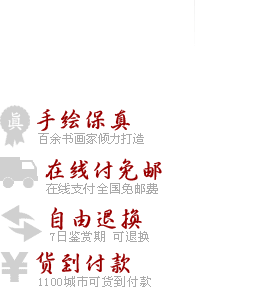 真
手绘保真
百余书画家倾力打造
在线付免邮
在线支付全国免邮费
自由退换
7日鉴赏期 可退换
货到付款
1100城市可货到付款